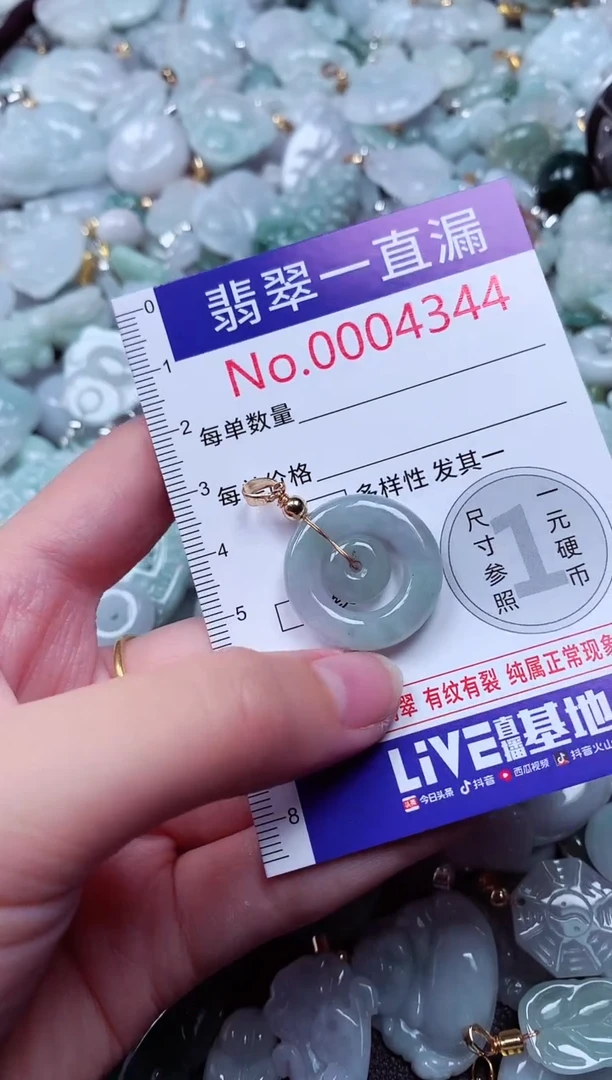 翡翠一直漏
No.0004344
每单数量
价格
多样性 发其一
尺寸参照
1
一元硬币
翠 有纹有裂 纯属正常现象
LiVE直播基地
头条 今日头条 抖音 西瓜视频 抖音火山
0
1
2
3
4
5
8